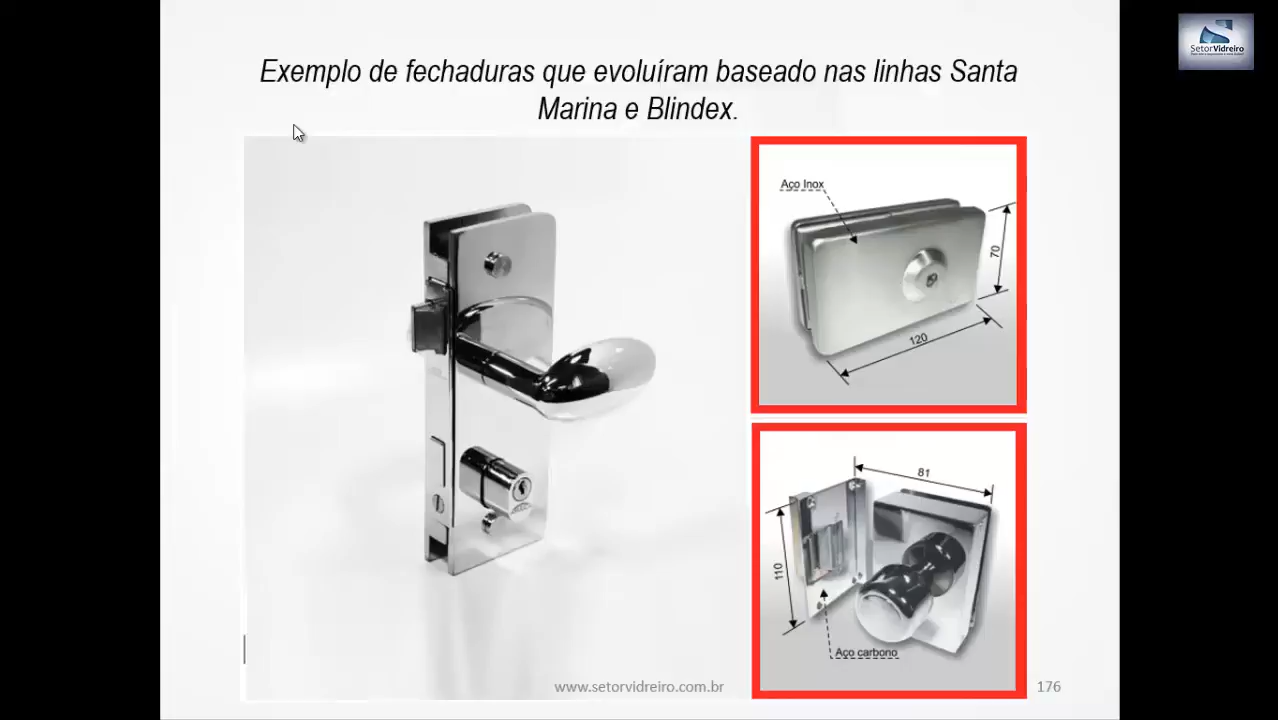 Exemplo de fechaduras que evoluíram baseado nas linhas Santa
Marina e Blindex.
SetorVidreiro
Aço Inox
70
120
81
110
Aço carbono
www.setorvidreiro.com.br
176